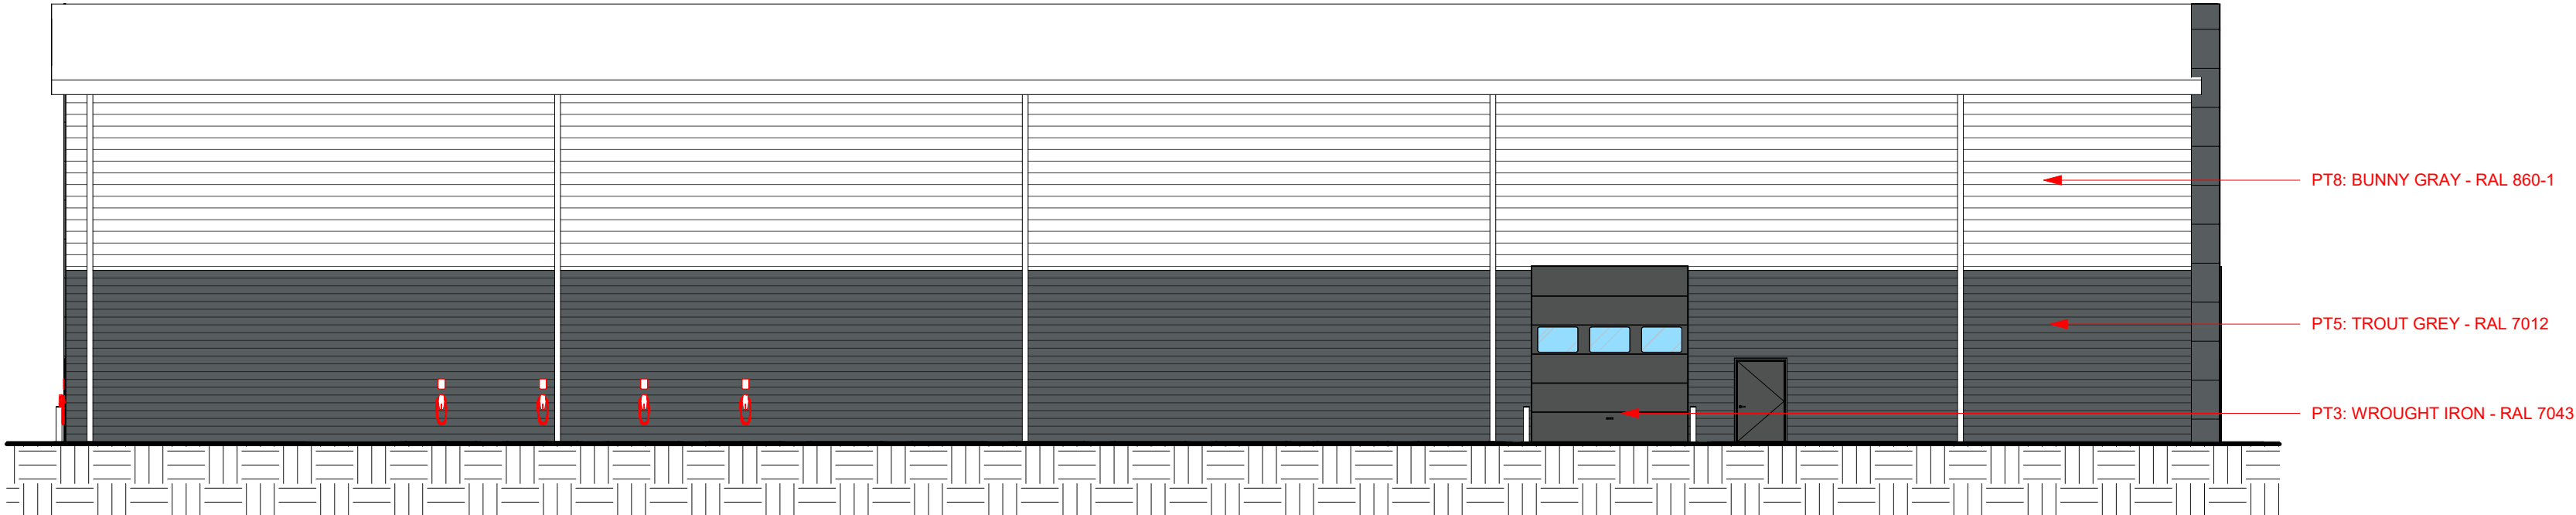 PT8: BUNNY GRAY - RAL 860-1
PT5: TROUT GREY - RAL 7012
PT3: WROUGHT IRON - RAL 7043